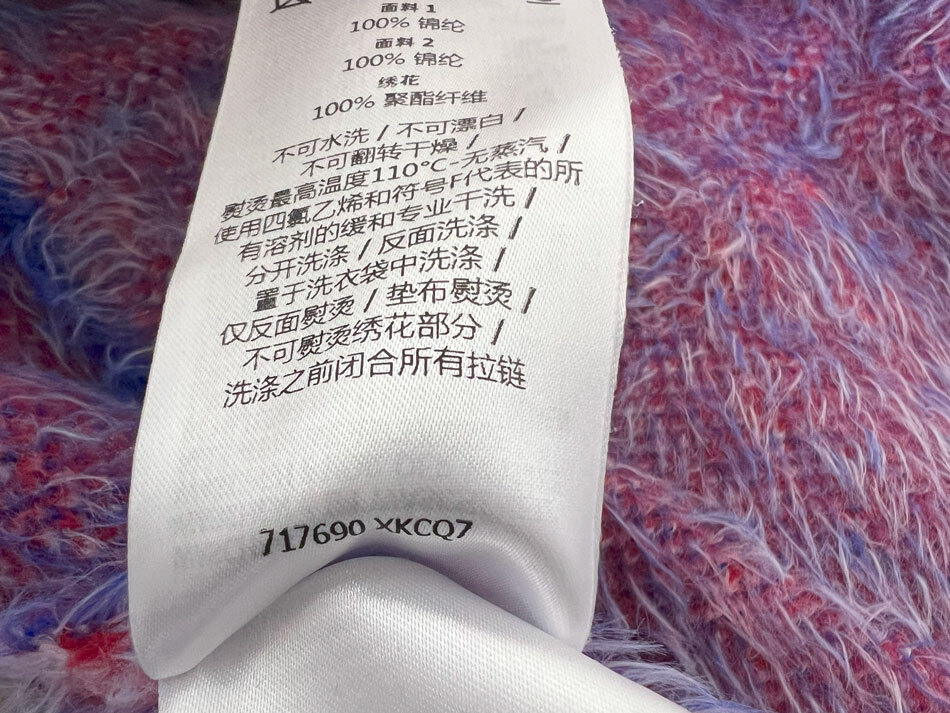 面料 1
100% 锦纶
面料 2
100% 锦纶
绣花
100% 聚酯纤维
不可水洗 / 不可漂白 /
不可翻转干燥 /
熨烫最高温度110°C-无蒸汽 /
使用四氯乙烯和符号F代表的所
有溶剂的缓和专业干洗 /
分开洗涤 / 反面洗涤 /
置于洗衣袋中洗涤 /
仅反面熨烫 / 垫布熨烫 /
不可熨烫绣花部分 /
洗涤之前闭合所有拉链
717690 XKCQ7